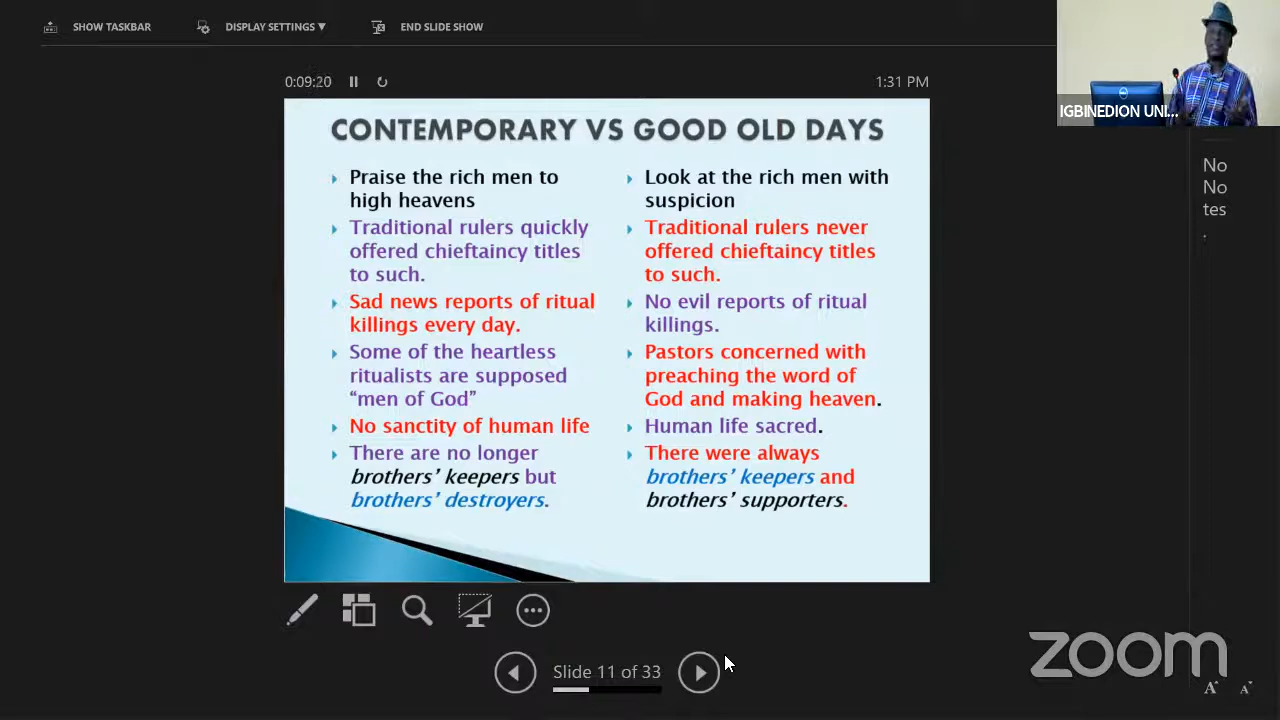 SHOW TASKBAR
DISPLAY SETTINGS ▼
END SLIDE SHOW
IGBINEDION UNI...
0:09:20
1:31 PM
CONTEMPORARY VS GOOD OLD DAYS
Praise the rich men to
high heavens
Traditional rulers quickly
offered chieftaincy titles
to such.
Sad news reports of ritual
killings every day.
Some of the heartless
ritualists are supposed
“men of God”
No sanctity of human life
There are no longer
brothers’ keepers but
brothers’ destroyers.
Look at the rich men with
suspicion
Traditional rulers never
offered chieftaincy titles
to such.
No evil reports of ritual
killings.
Pastors concerned with
preaching the word of
God and making heaven.
Human life sacred.
There were always
brothers’ keepers and
brothers’ supporters.
No
No
tes
.
Slide 11 of 33
zoom
A A